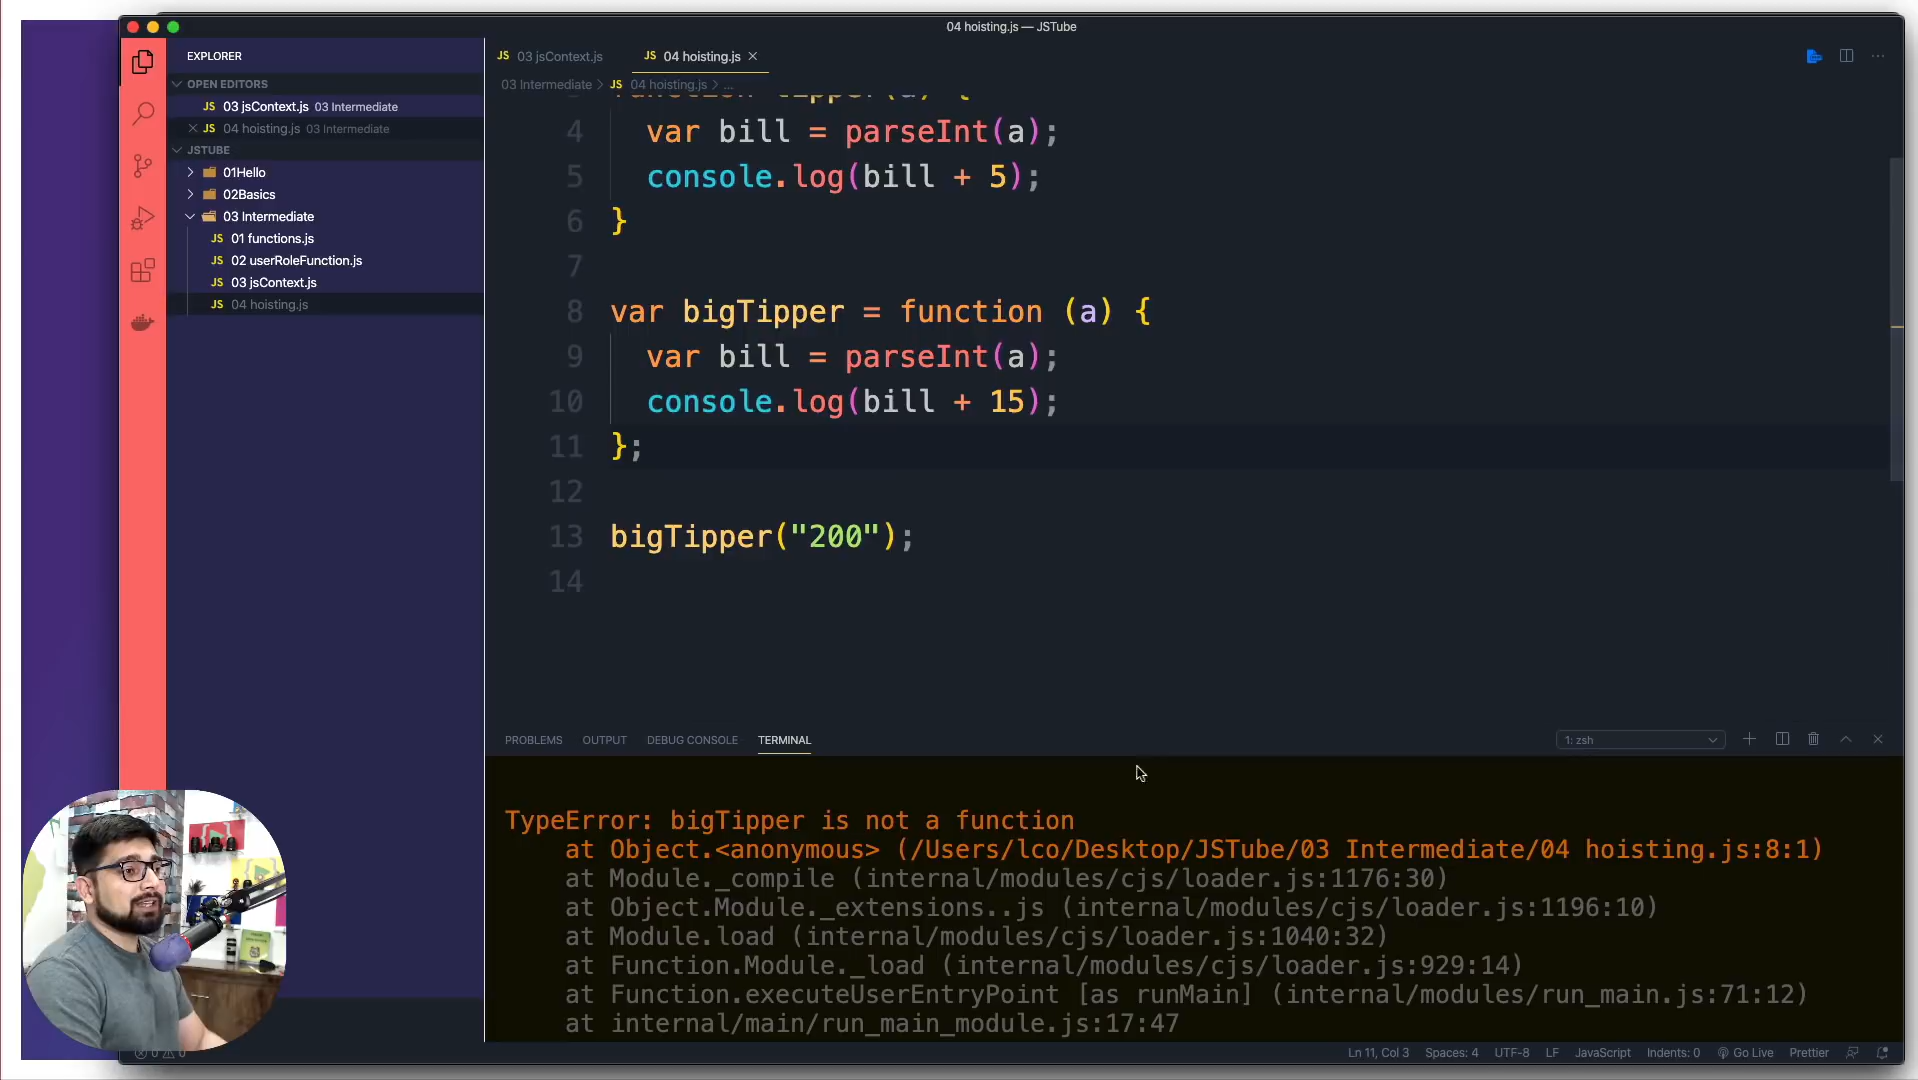 04 hoisting.js — JSTube
EXPLORER
OPEN EDITORS
JS 03 jsContext.js 03 Intermediate
JS 04 hoisting.js 03 Intermediate
JSTUBE
01Hello
02Basics
03 Intermediate
JS 01 functions.js
JS 02 userRoleFunction.js
JS 03 jsContext.js
JS 04 hoisting.js
JS 03 jsContext.js
JS 04 hoisting.js
03 Intermediate > JS 04 hoisting.js > ...
function tipper(a) {
4 var bill = parseInt(a);
5 console.log(bill + 5);
6 }
7
8 var bigTipper = function (a) {
9 var bill = parseInt(a);
10 console.log(bill + 15);
11 };
12
13 bigTipper("200");
14
PROBLEMS OUTPUT DEBUG CONSOLE TERMINAL
1: zsh
TypeError: bigTipper is not a function
at Object.<anonymous> (/Users/lco/Desktop/JSTube/03 Intermediate/04 hoisting.js:8:1)
at Module._compile (internal/modules/cjs/loader.js:1176:30)
at Object.Module._extensions..js (internal/modules/cjs/loader.js:1196:10)
at Module.load (internal/modules/cjs/loader.js:1040:32)
at Function.Module._load (internal/modules/cjs/loader.js:929:14)
at Function.executeUserEntryPoint [as runMain] (internal/modules/run_main.js:71:12)
at internal/main/run_main_module.js:17:47
0 0
Ln 11, Col 3 Spaces: 4 UTF-8 LF JavaScript Indents: 0 Go Live Prettier